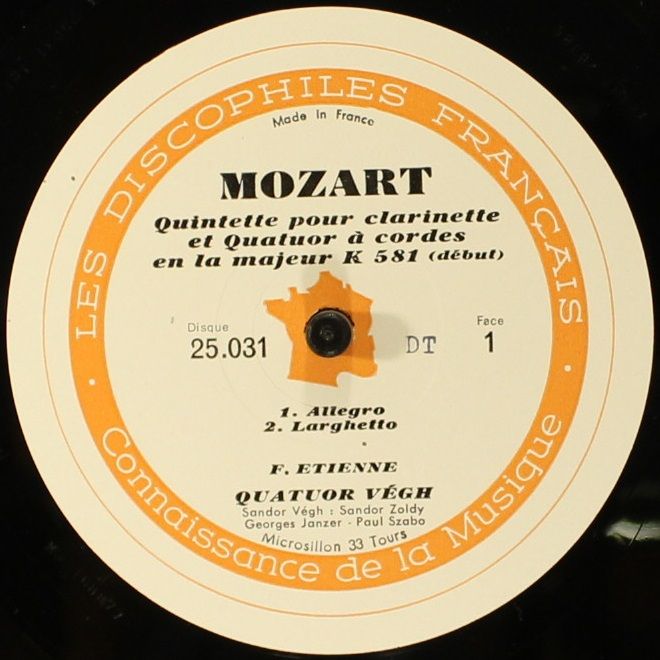 LES DISCOPHILES FRANÇAIS
Made in France
MOZART
Quintette pour clarinette
et Quatuor à cordes
en la majeur K 581 (début)
Disque
25.031
DT
Face
1
1. Allegro
2. Larghetto
F. ETIENNE
QUATUOR VÉGH
Sandor Végh : Sandor Zoldy
Georges Janzer - Paul Szabo
Microsillon 33 Tours
Connaissance de la Musique